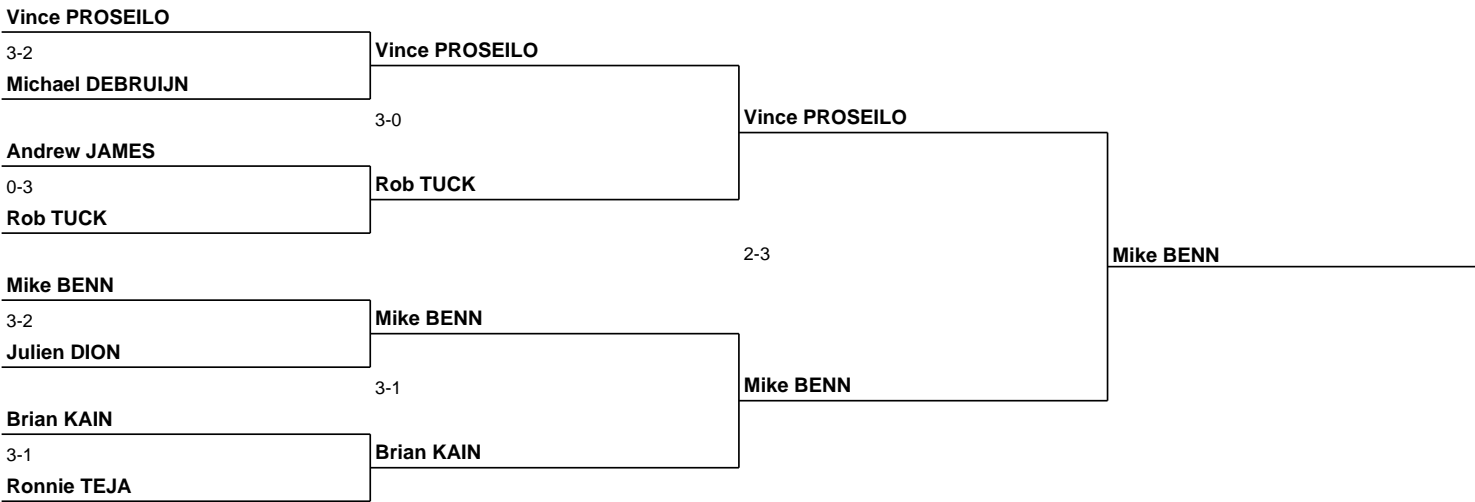 Vince PROSEILO
3-2
Vince PROSEILO
Michael DEBRUIJN
3-0
Vince PROSEILO
Andrew JAMES
0-3
Rob TUCK
Rob TUCK
2-3
Mike BENN
Mike BENN
3-2
Mike BENN
Julien DION
3-1
Mike BENN
Brian KAIN
3-1
Brian KAIN
Ronnie TEJA